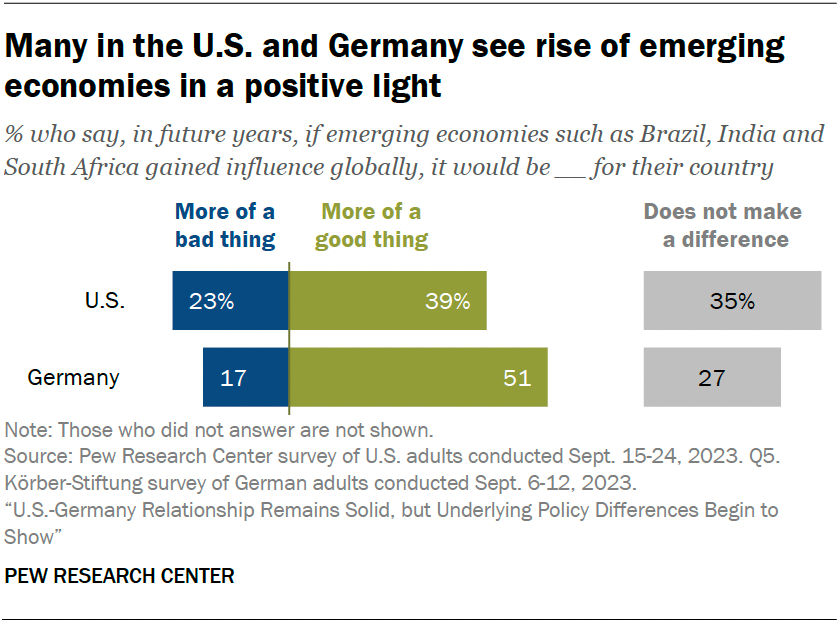 Many in the U.S. and Germany see rise of emerging
economies in a positive light
% who say, in future years, if emerging economies such as Brazil, India and
South Africa gained influence globally, it would be __ for their country
More of a
bad thing
More of a
good thing
Does not make
a difference
U.S.
23%
39%
35%
Germany
17
51
27
Note: Those who did not answer are not shown.
Source: Pew Research Center survey of U.S. adults conducted Sept. 15-24, 2023. Q5.
Körber-Stiftung survey of German adults conducted Sept. 6-12, 2023.
“U.S.-Germany Relationship Remains Solid, but Underlying Policy Differences Begin to
Show”
PEW RESEARCH CENTER